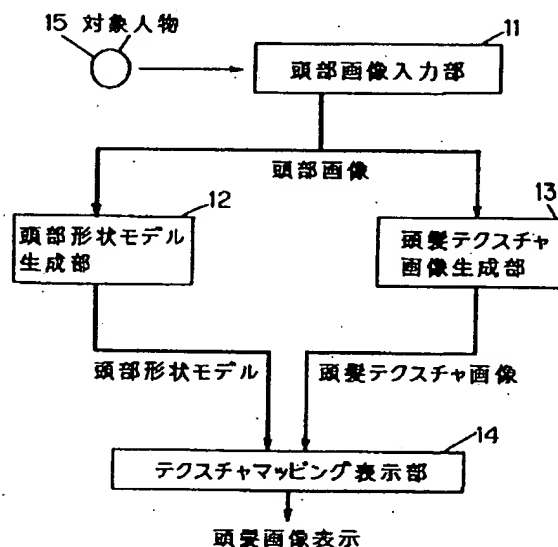 15 対象人物
11
頭部画像入力部
頭部画像
12
頭部形状モデル
生成部
13
頭髪テクスチャ
画像生成部
頭部形状モデル
頭髪テクスチャ画像
14
テクスチャマッピング表示部
頭髪画像表示